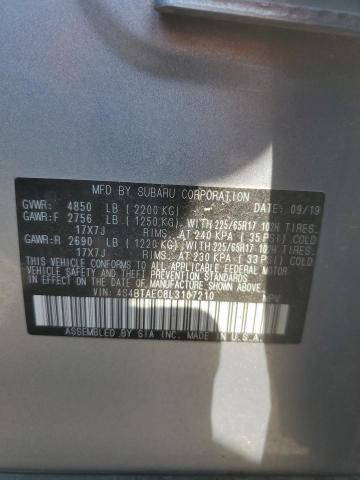 MFD BY SUBARU CORPORATION DATE: 09/19
GVWR: 4850 LB (2200 KG)
GAWR:F 2756 LB (1250 KG), WITH 225/65R17 102H TIRES
17X7J RIMS, AT 240 KPA (35 PSI) COLD
GAWR:R 2690 LB (1220 KG), WITH 225/65R17 102H TIRES
17X7J RIMS, AT 230 KPA (33 PSI) COLD
THIS VEHICLE CONFORMS TO ALL APPLICABLE FEDERAL MOTOR
VEHICLE SAFETY STANDARDS
IN EFFECT ON THE DATE OF MANUFACTURE SHOWN ABOVE.
VIN: 4S4BTAEC8L3107210 MPV
ASSEMBLED BY SIA INC. MADE IN U.S.A.